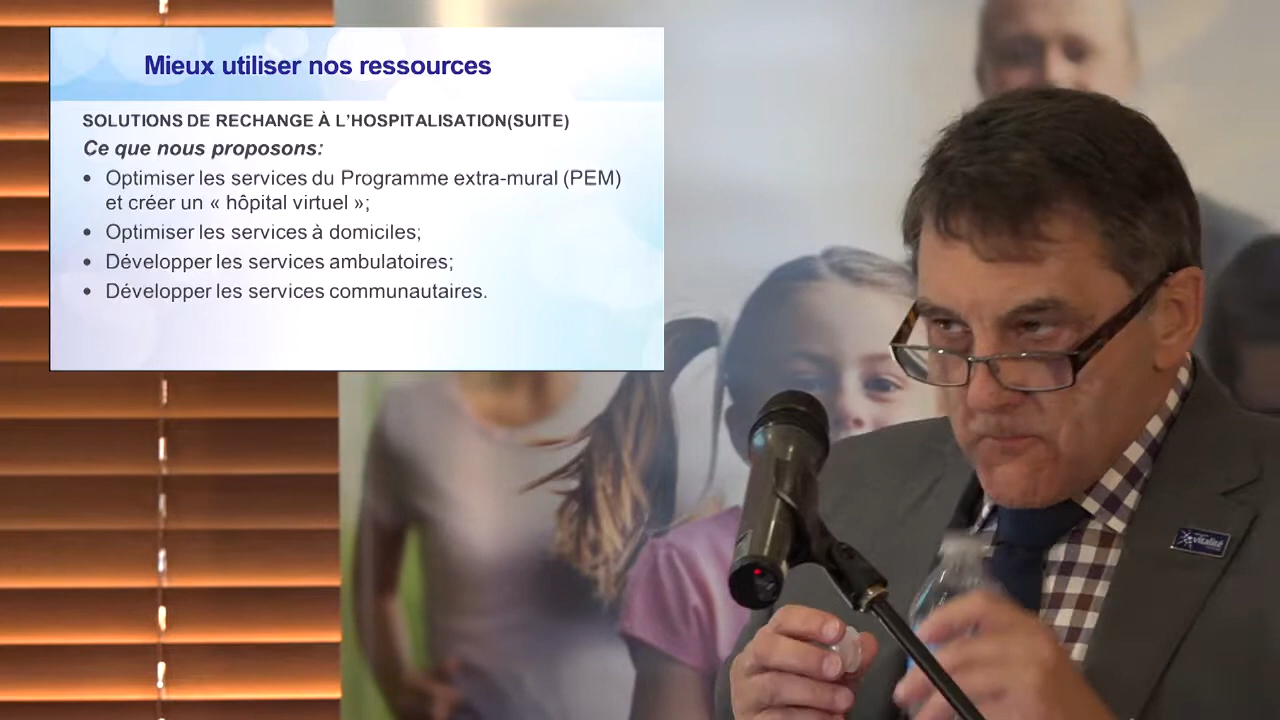 Mieux utiliser nos ressources
SOLUTIONS DE RECHANGE À L’HOSPITALISATION(SUITE)
Ce que nous proposons:
• Optimiser les services du Programme extra-mural (PEM)
et créer un « hôpital virtuel »;
• Optimiser les services à domiciles;
• Développer les services ambulatoires;
• Développer les services communautaires.
vitalité